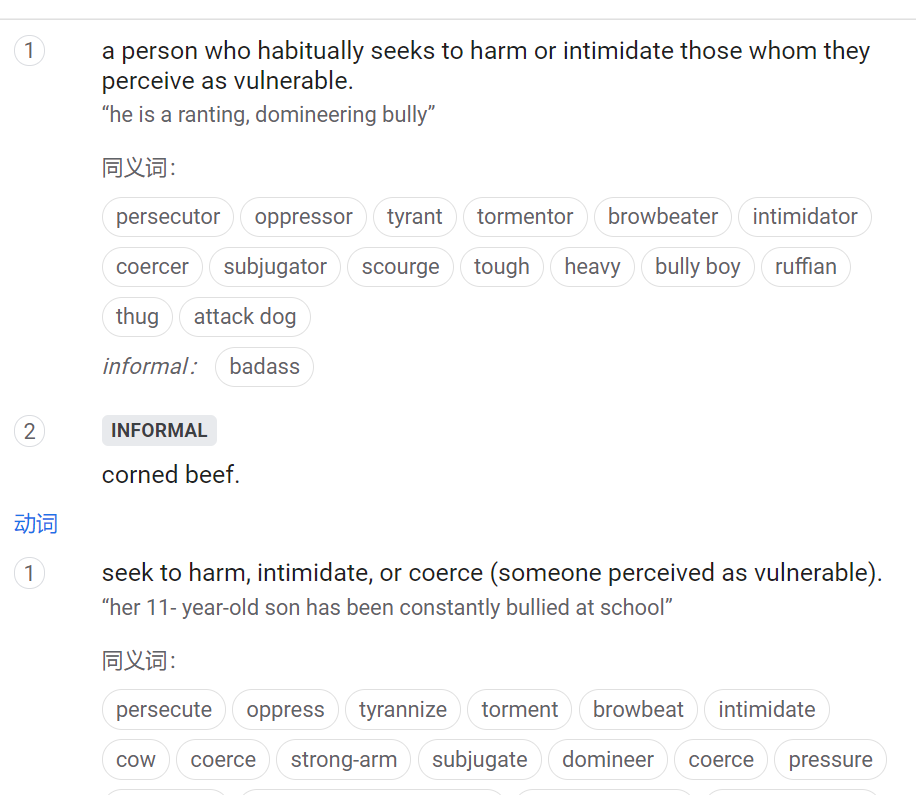 1
a person who habitually seeks to harm or intimidate those whom they
perceive as vulnerable.
“he is a ranting, domineering bully”
同义词：
persecutor oppressor tyrant tormentor browbeater intimidator
coercer subjugator scourge tough heavy bully boy ruffian
thug attack dog
informal： badass
2
INFORMAL
corned beef.
动词
1
seek to harm, intimidate, or coerce (someone perceived as vulnerable).
“her 11- year-old son has been constantly bullied at school”
同义词：
persecute oppress tyrannize torment browbeat intimidate
cow coerce strong-arm subjugate domineer coerce pressure